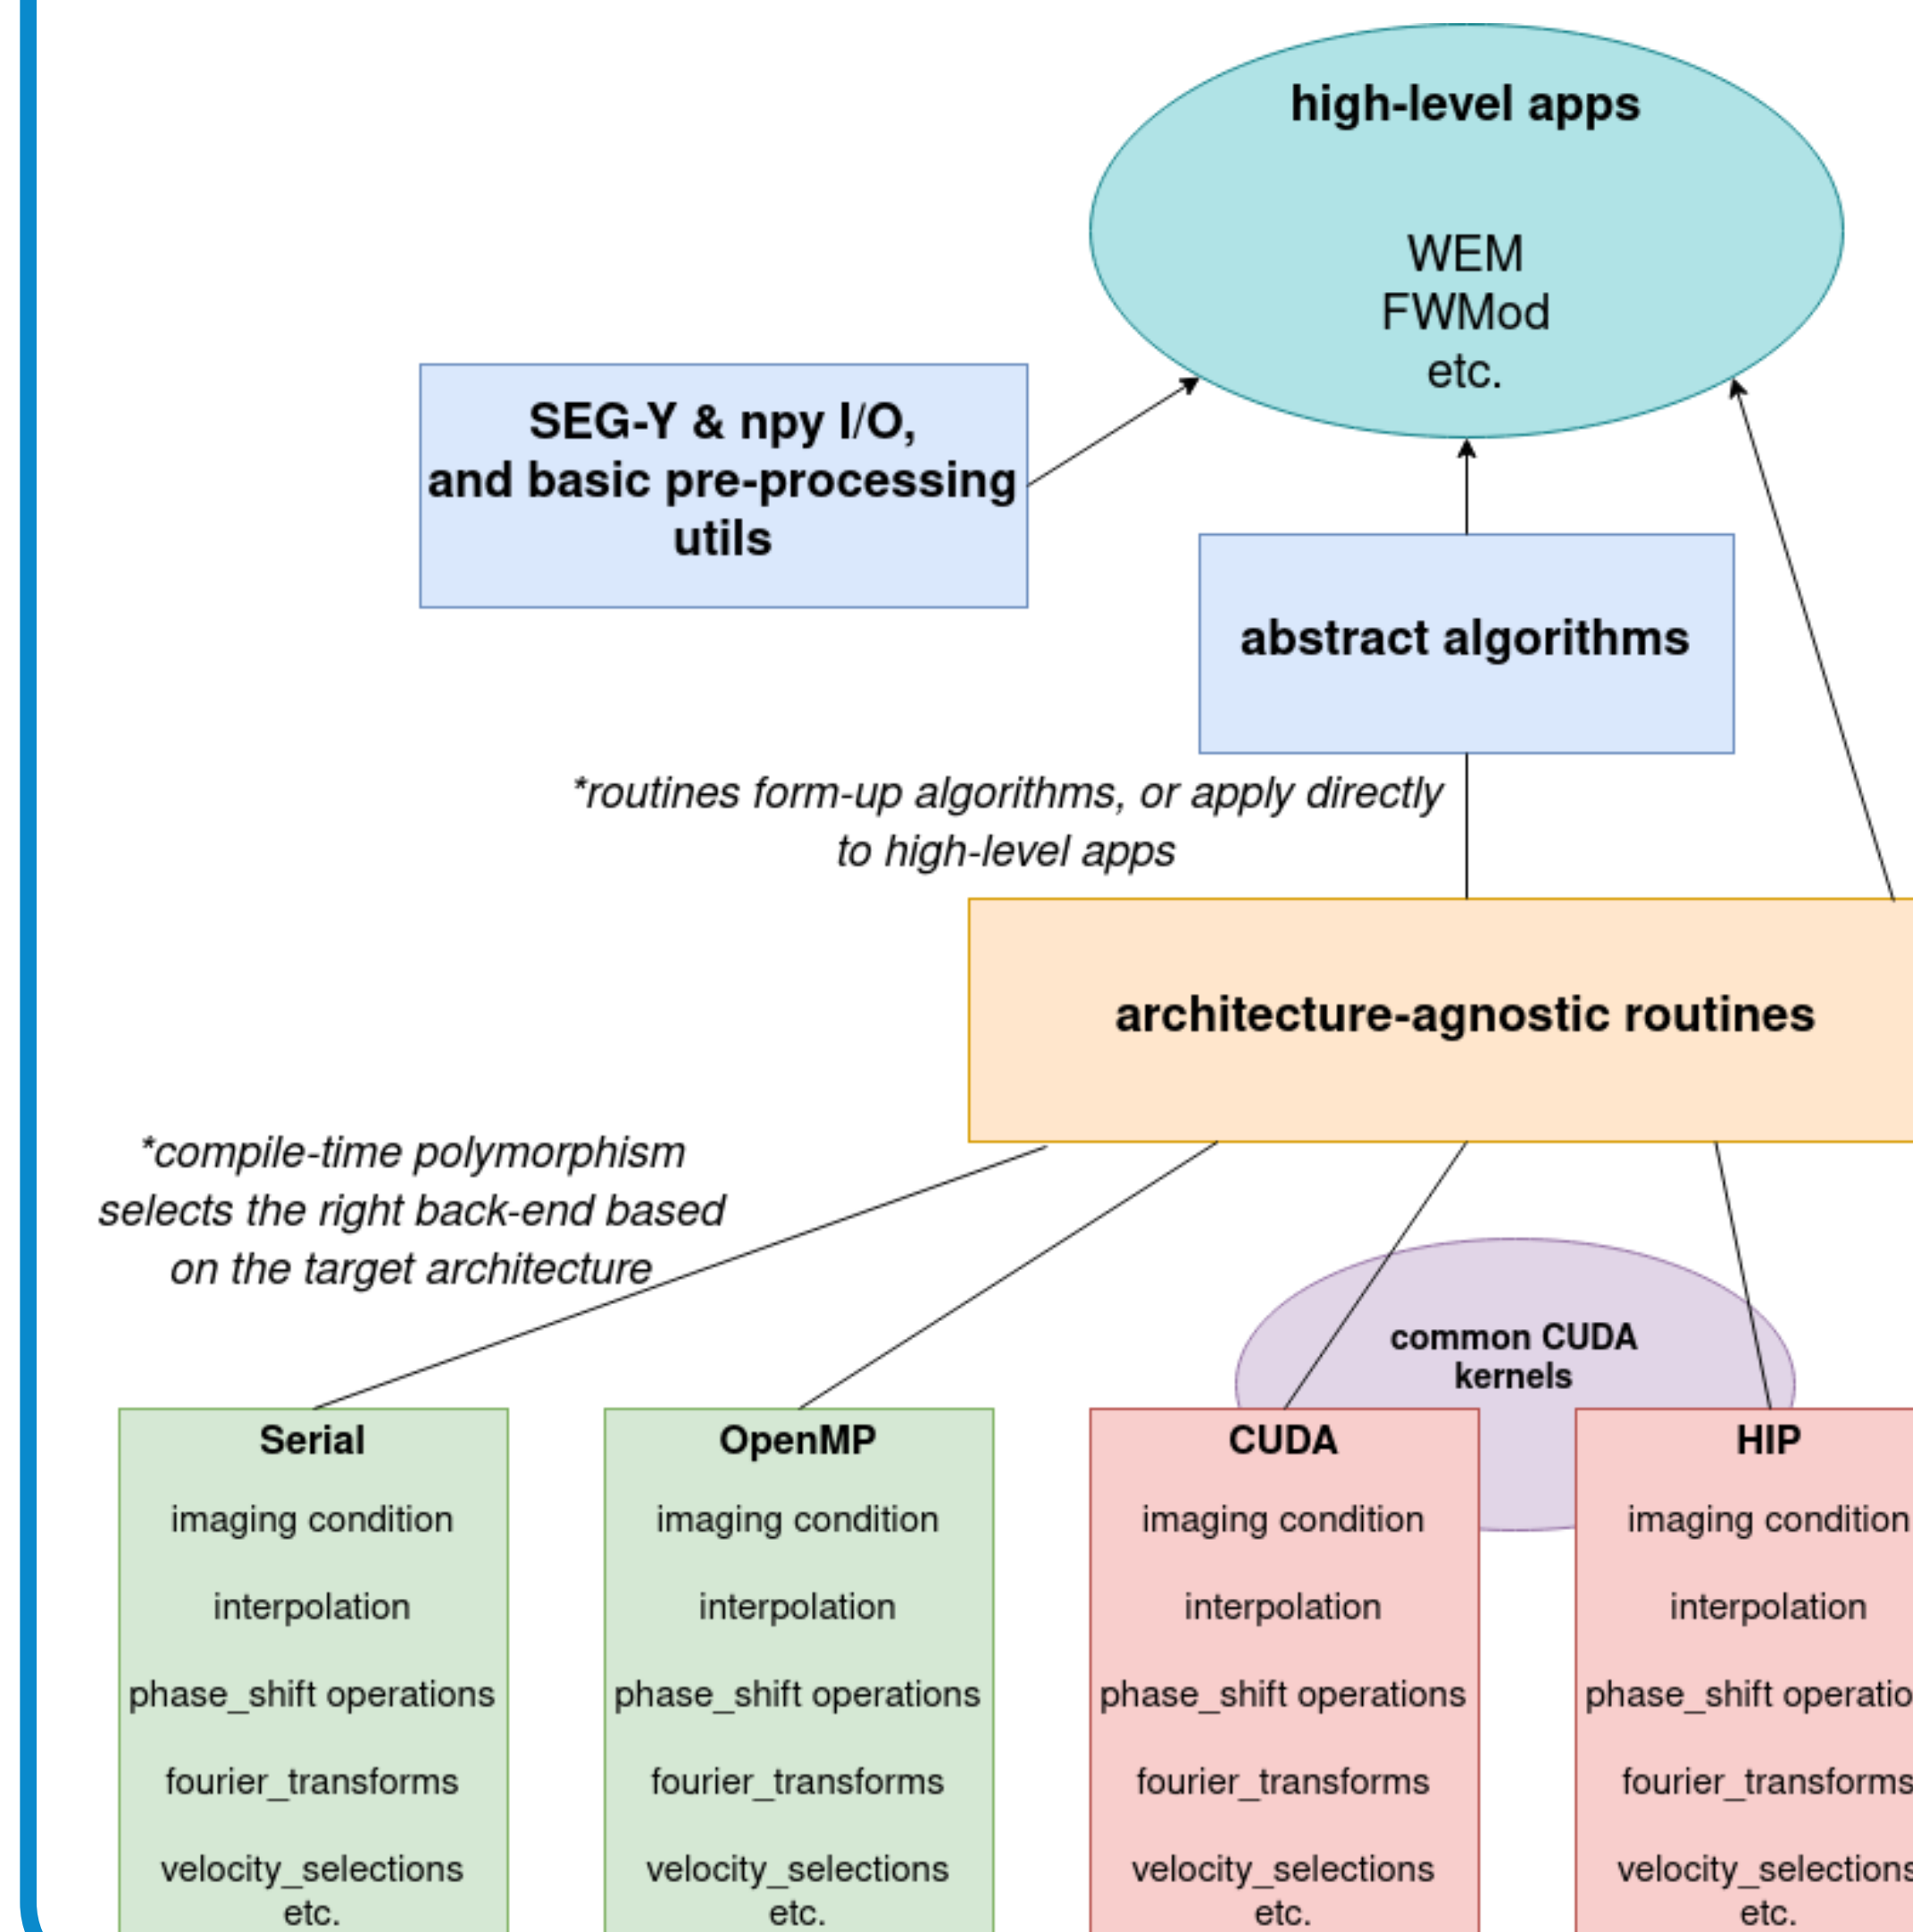 high-level apps
WEM
FWMod
etc.
SEG-Y & npy I/O,
and basic pre-processing
utils
abstract algorithms
*routines form-up algorithms, or apply directly
to high-level apps
architecture-agnostic routines
*compile-time polymorphism
selects the right back-end based
on the target architecture
common CUDA
kernels
Serial
imaging condition
interpolation
phase_shift operations
fourier_transforms
velocity_selections
etc.
OpenMP
imaging condition
interpolation
phase_shift operations
fourier_transforms
velocity_selections
etc.
CUDA
imaging condition
interpolation
phase_shift operations
fourier_transforms
velocity_selections
etc.
HIP
imaging condition
interpolation
phase_shift operatio
fourier_transforms
velocity_selections
etc.